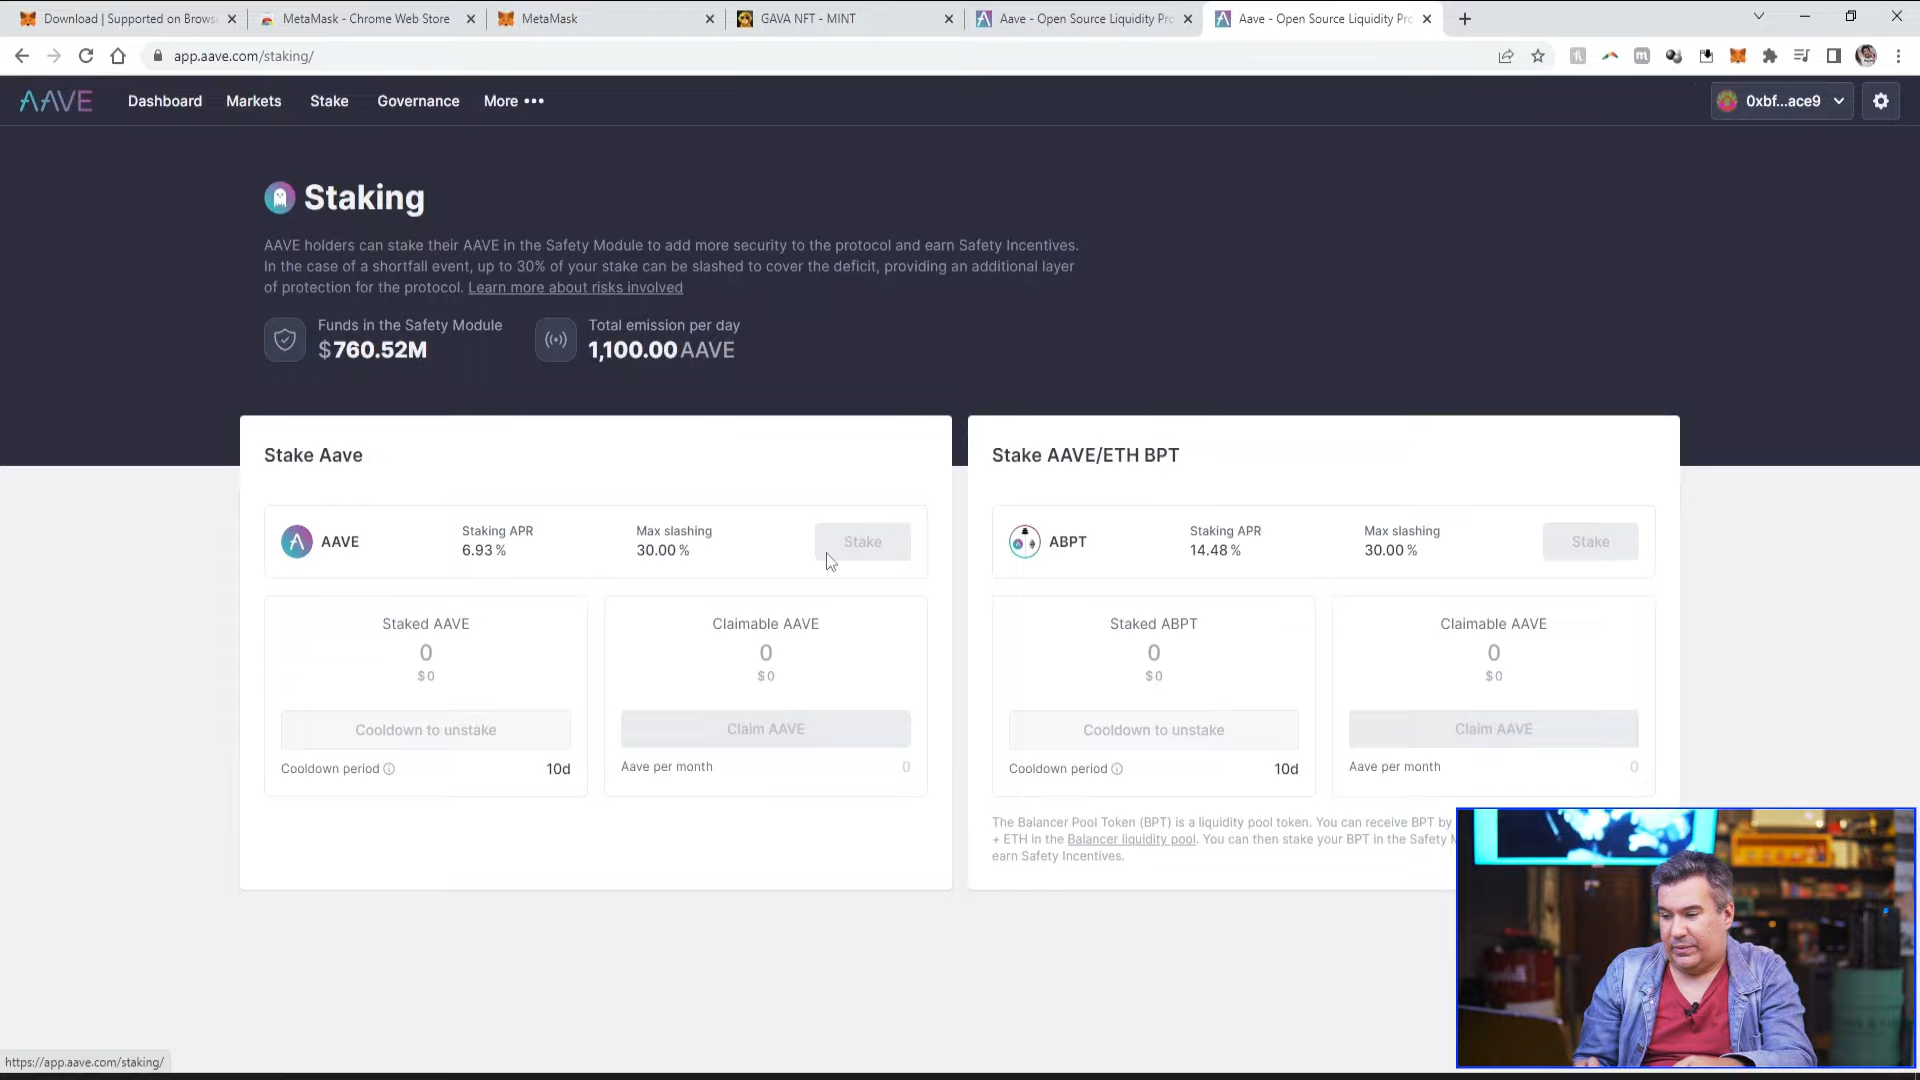 Download | Supported on Brows
MetaMask - Chrome Web Store
MetaMask
GAVA NFT - MINT
Aave - Open Source Liquidity Pro
Aave - Open Source Liquidity Pro
app.aave.com/staking/
AAVE
Dashboard
Markets
Stake
Governance
More •••
0xbf...ace9
Staking
AAVE holders can stake their AAVE in the Safety Module to add more security to the protocol and earn Safety Incentives.
In the case of a shortfall event, up to 30% of your stake can be slashed to cover the deficit, providing an additional layer
of protection for the protocol. Learn more about risks involved
Funds in the Safety Module
$760.52M
Total emission per day
1,100.00 AAVE
Stake Aave
AAVE
Staking APR
6.93 %
Max slashing
30.00 %
Stake
Staked AAVE
0
$0
Cooldown to unstake
Cooldown period
10d
Claimable AAVE
0
$0
Claim AAVE
Aave per month
0
Stake AAVE/ETH BPT
ABPT
Staking APR
14.48 %
Max slashing
30.00 %
Stake
Staked ABPT
0
$0
Cooldown to unstake
Cooldown period
10d
Claimable AAVE
0
$0
Claim AAVE
Aave per month
0
The Balancer Pool Token (BPT) is a liquidity pool token. You can receive BPT by
+ ETH in the Balancer liquidity pool. You can then stake your BPT in the Safety
earn Safety Incentives.
https://app.aave.com/staking/